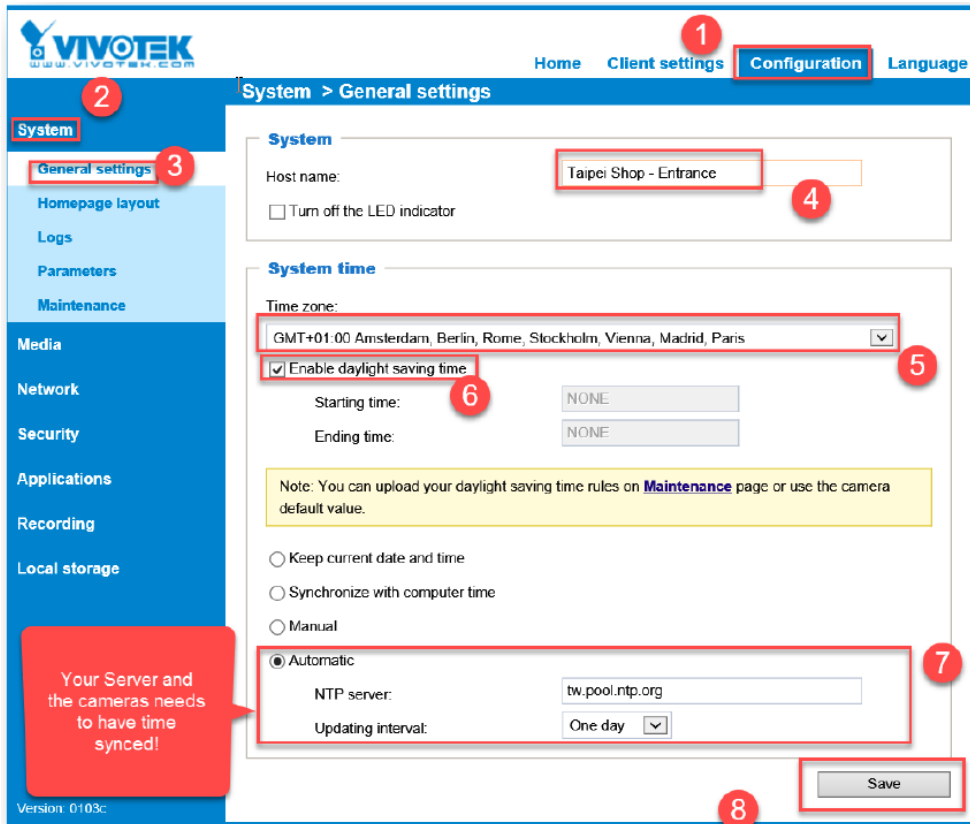 VIVOTEK
www.vivotek.com
1
Home Client settings Configuration Language
2
System > General settings
System
General settings
3
Homepage layout
Logs
Parameters
Maintenance
Media
Network
Security
Applications
Recording
Local storage
Your Server and
the cameras needs
to have time
synced!
Version: 0103c
System
Host name: Taipei Shop - Entrance
4
Turn off the LED indicator
System time
Time zone:
GMT+01:00 Amsterdam, Berlin, Rome, Stockholm, Vienna, Madrid, Paris
5
Enable daylight saving time
6
Starting time: NONE
Ending time: NONE
Note: You can upload your daylight saving time rules on Maintenance page or use the camera
default value.
Keep current date and time
Synchronize with computer time
Manual
Automatic
7
NTP server: tw.pool.ntp.org
Updating interval: One day
Save
8